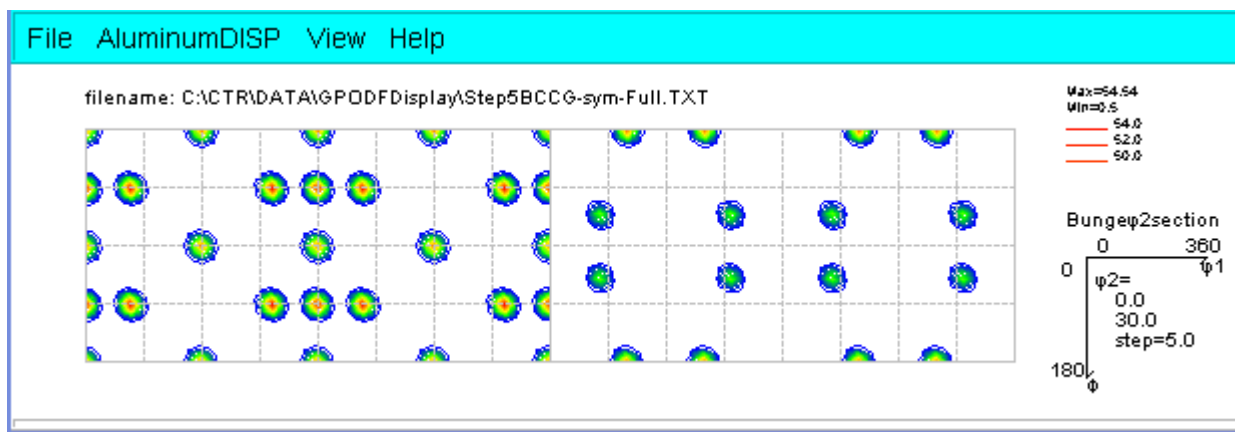 File AluminumDISP View Help
filename: C:\CTR\DATA\GPODFDisplay\Step5BCCG-sym-Full.TXT
Max=54.54
Min=0.5
54.0
52.0
50.0
Bungeφ2section
0 360
0 φ1
φ2=
0.0
30.0
step=5.0
180
Φ